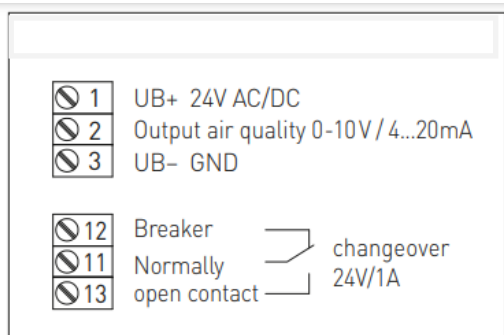 1 UB+ 24V AC/DC
2 Output air quality 0-10V / 4...20mA
3 UB– GND
12 Breaker
11 Normally
13 open contact
changeover
24V/1A